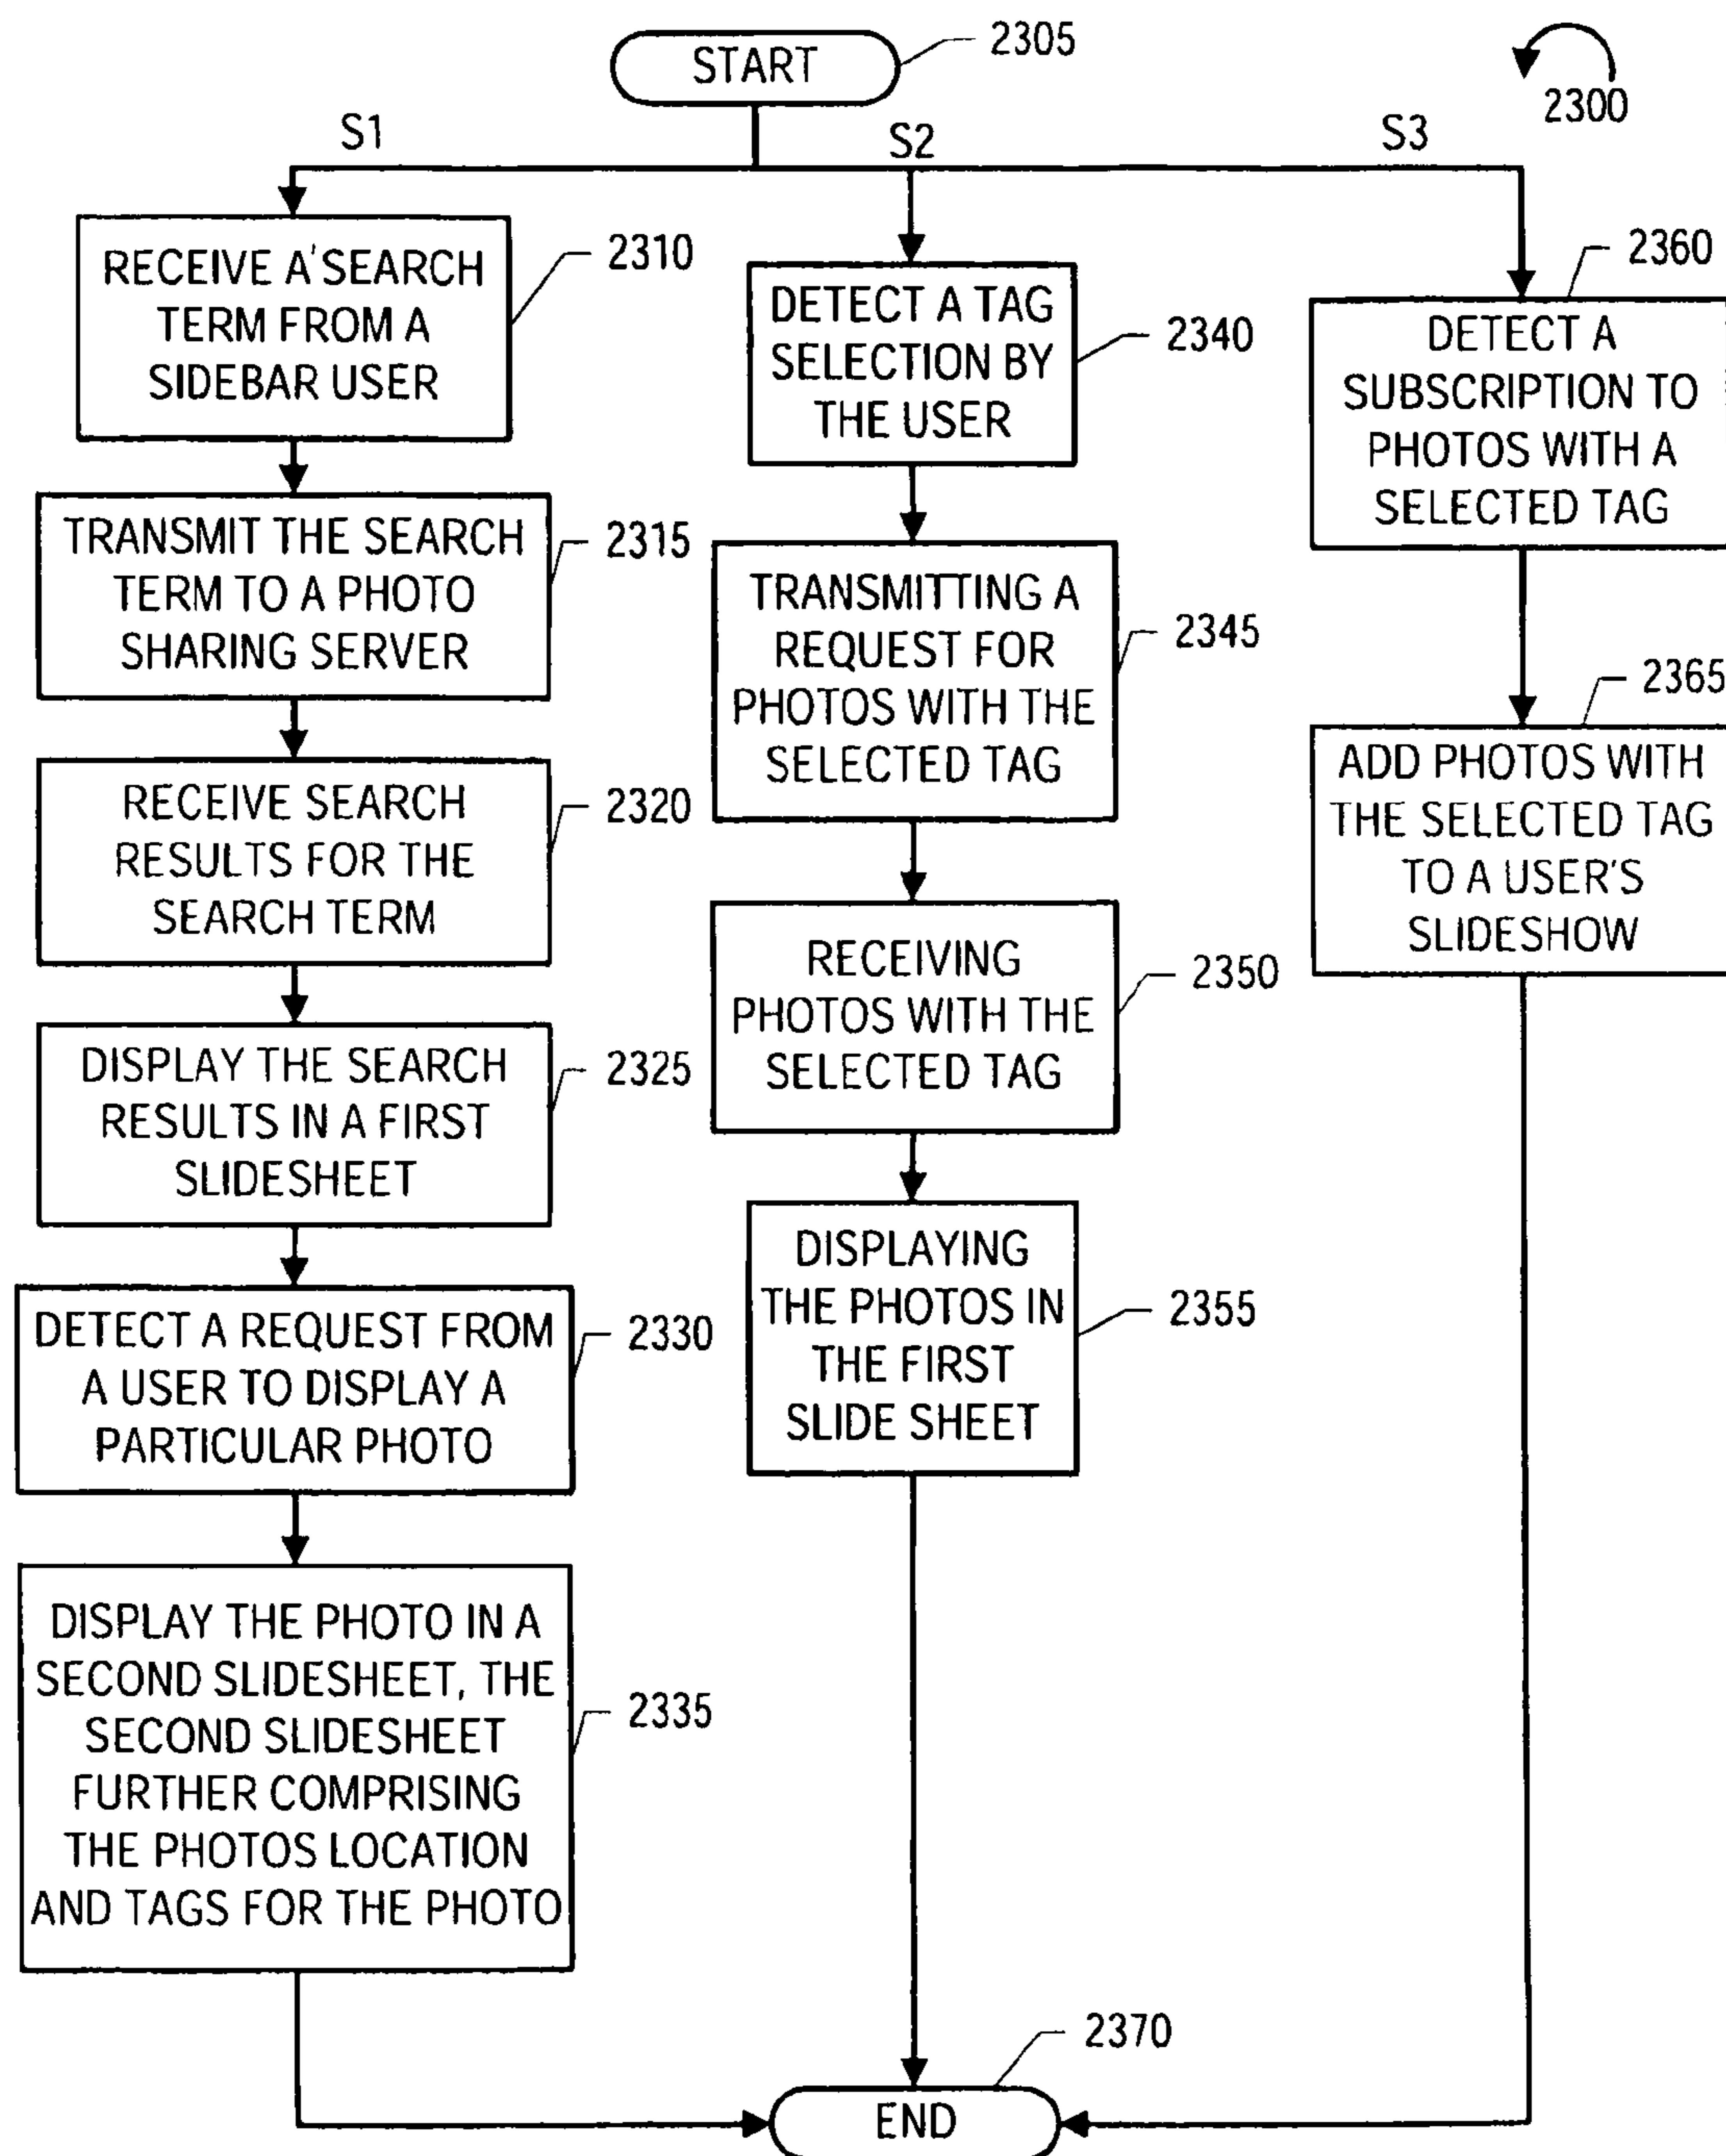 START
2305
2300
S1
S2
S3
RECEIVE A SEARCH
TERM FROM A
SIDEBAR USER
2310
TRANSMIT THE SEARCH
TERM TO A PHOTO
SHARING SERVER
2315
RECEIVE SEARCH
RESULTS FOR THE
SEARCH TERM
2320
DISPLAY THE SEARCH
RESULTS IN A FIRST
SLIDESHEET
2325
DETECT A REQUEST FROM
A USER TO DISPLAY A
PARTICULAR PHOTO
2330
DISPLAY THE PHOTO IN A
SECOND SLIDESHEET, THE
SECOND SLIDESHEET
FURTHER COMPRISING
THE PHOTOS LOCATION
AND TAGS FOR THE PHOTO
2335
DETECT A TAG
SELECTION BY
THE USER
2340
TRANSMITTING A
REQUEST FOR
PHOTOS WITH THE
SELECTED TAG
2345
RECEIVING
PHOTOS WITH THE
SELECTED TAG
2350
DISPLAYING
THE PHOTOS IN
THE FIRST
SLIDE SHEET
2355
2360
DETECT A
SUBSCRIPTION TO
PHOTOS WITH A
SELECTED TAG
2365
ADD PHOTOS WITH
THE SELECTED TAG
TO A USER'S
SLIDESHOW
2370
END